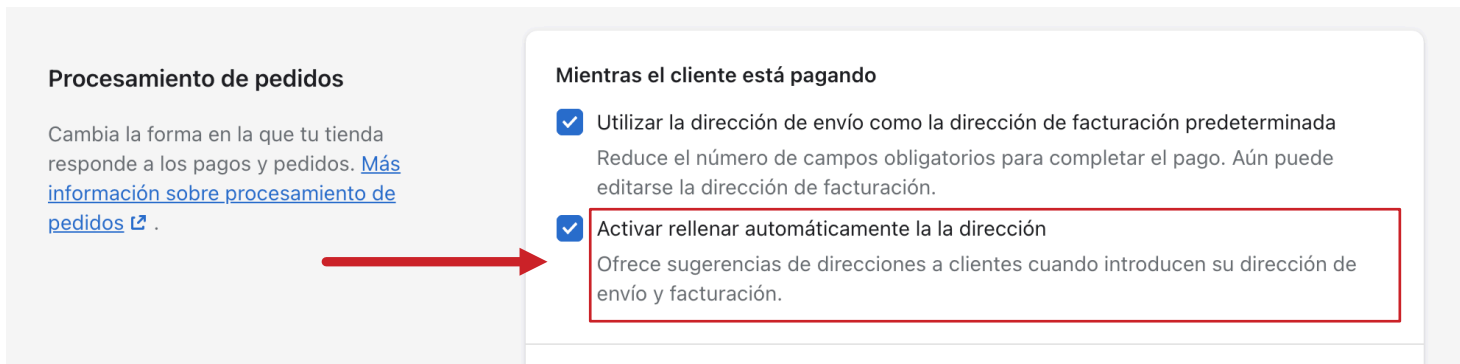 Procesamiento de pedidos
Cambia la forma en la que tu tienda
responde a los pagos y pedidos. Más
información sobre procesamiento de
pedidos .
Mientras el cliente está pagando
Utilizar la dirección de envío como la dirección de facturación predeterminada
Reduce el número de campos obligatorios para completar el pago. Aún puede
editarse la dirección de facturación.
Activar rellenar automáticamente la la dirección
Ofrece sugerencias de direcciones a clientes cuando introducen su dirección de
envío y facturación.